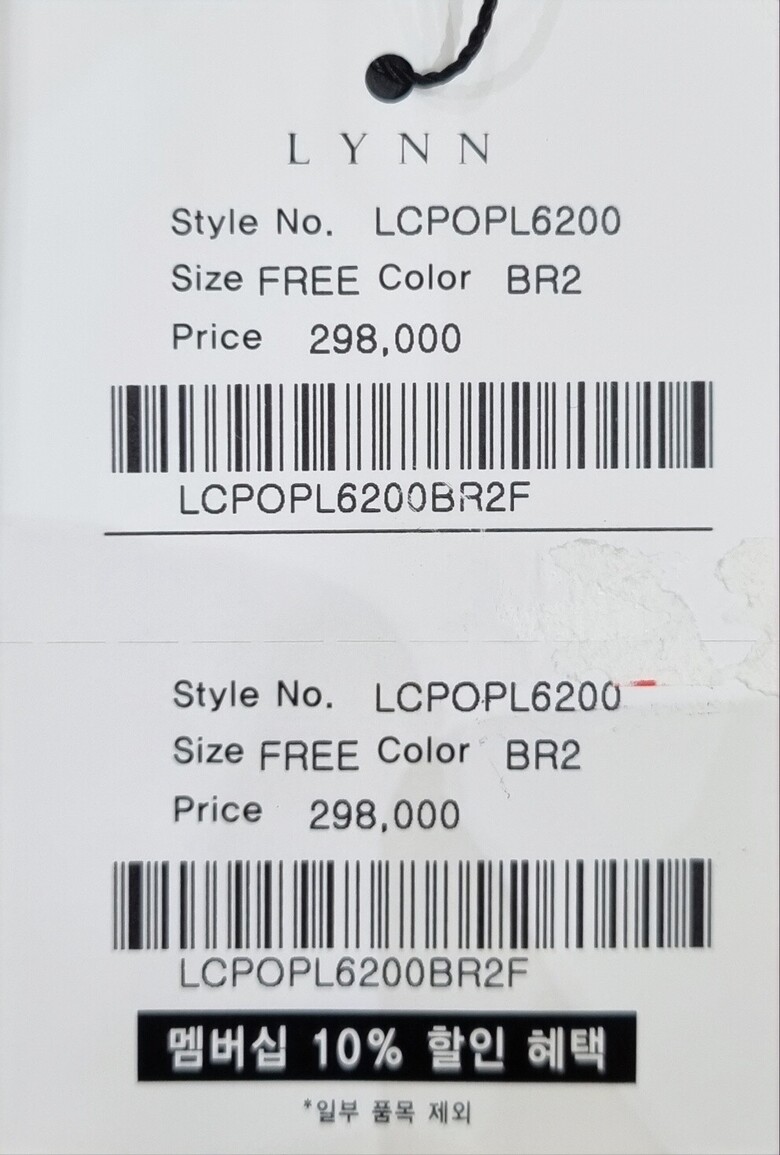 LYNN
Style No. LCPOPL6200
Size FREE Color BR2
Price 298,000
LCPOPL6200BR2F
Style No. LCPOPL6200
Size FREE Color BR2
Price 298,000
LCPOPL6200BR2F
멤버십 10% 할인 혜택
*일부 품목 제외